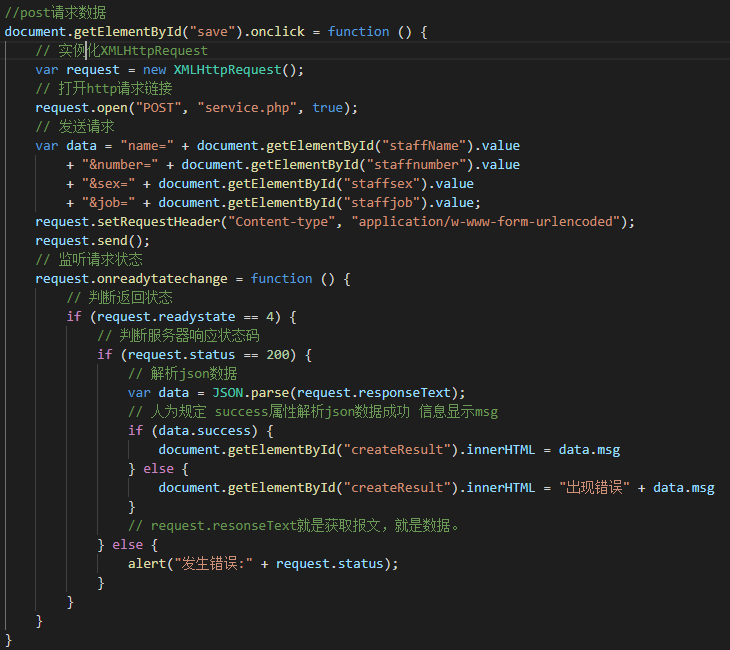 //post请求数据
document.getElementById("save").onclick = function () {
    // 实例化XMLHttpRequest
    var request = new XMLHttpRequest();
    // 打开http请求链接
    request.open("POST", "service.php", true);
    // 发送请求
    var data = "name=" + document.getElementById("staffName").value
        + "&number=" + document.getElementById("staffnumber").value
        + "&sex=" + document.getElementById("staffsex").value
        + "&job=" + document.getElementById("staffjob").value;
    request.setRequestHeader("Content-type", "application/w-www-form-urlencoded");
    request.send();
    // 监听请求状态
    request.onreadytatechange = function () {
        // 判断返回状态
        if (request.readystate == 4) {
            // 判断服务器响应状态码
            if (request.status == 200) {
                // 解析json数据
                var data = JSON.parse(request.responseText);
                // 人为规定 success属性解析json数据成功 信息显示msg
                if (data.success) {
                    document.getElementById("createResult").innerHTML = data.msg
                } else {
                    document.getElementById("createResult").innerHTML = "出现错误" + data.msg
                }
                // request.resonseText就是获取报文，就是数据。
            } else {
                alert("发生错误:" + request.status);
            }
        }
    }
}